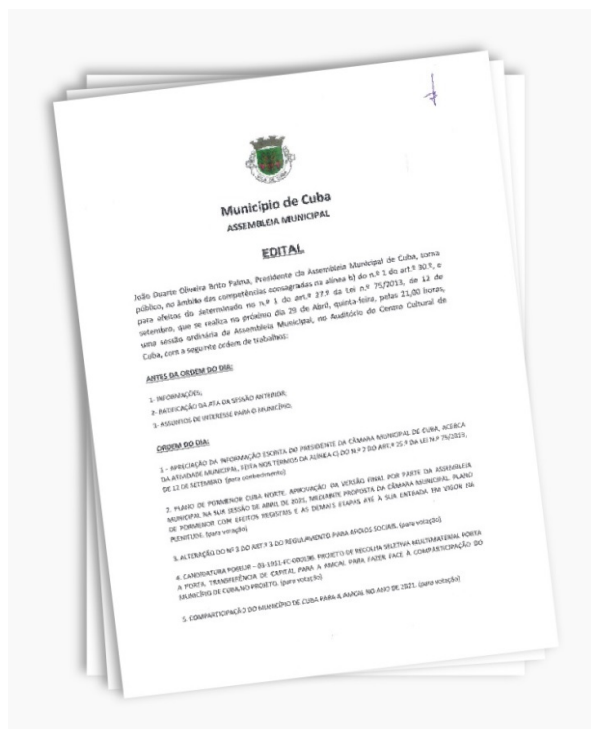 VILA DE CUBA
Município de Cuba
ASSEMBLEIA MUNICIPAL
EDITAL
João Duarte Oliveira Brito Palma, Presidente da Assembleia Municipal de Cuba, torna
público, no âmbito das competências consagradas na alínea b) do n.º 1 do art.º 30.º, e
para efeitos do determinado no n.º 1 do art.º 27.º da Lei n.º 75/2013, de 12 de
setembro, que se realiza no próximo dia 29 de Abril, quinta-feira, pelas 21,00 horas,
uma sessão ordinária da Assembleia Municipal, no Auditório do Centro Cultural de
Cuba, com a seguinte ordem de trabalhos:
ANTES DA ORDEM DO DIA:
1- INFORMAÇÕES;
2- RATIFICAÇÃO DA ATA DA SESSÃO ANTERIOR;
3- ASSUNTOS DE INTERESSE PARA O MUNICÍPIO.
ORDEM DO DIA:
1 - APRECIAÇÃO DA INFORMAÇÃO ESCRITA DO PRESIDENTE DA CÂMARA MUNICIPAL DE CUBA, ACERCA
DA ATIVIDADE MUNICIPAL, FEITA NOS TERMOS DA ALÍNEA C) DO N.º 2 DO ART.º 25.º DA LEI N.º 75/2013,
DE 12 DE SETEMBRO. (para conhecimento)
2. PLANO DE PORMENOR CUBA NORTE. APROVAÇÃO DA VERSÃO FINAL POR PARTE DA ASSEMBLEIA
MUNICIPAL NA SUA SESSÃO DE ABRIL DE 2021, MEDIANTE PROPOSTA DA CÂMARA MUNICIPAL. PLANO
DE PORMENOR COM EFEITOS REGISTAIS E AS DEMAIS ETAPAS ATÉ À SUA ENTRADA EM VIGOR NA
PLENITUDE. (para votação)
3. ALTERAÇÃO DO Nº 3 DO ART.º 3 DO REGULAMENTO PARA APOIOS SOCIAIS. (para votação)
4. CANDIDATURA POSEUR – PROJETO DE RECOLHA SELETIVA MULTIMATERIAL PORTA
A PORTA. TRANSFERÊNCIA DE CAPITAL PARA A AMCAL PARA FAZER FACE À COMPARTICIPAÇÃO DO
MUNICÍPIO DE CUBA NO PROJETO. (para votação)
5. COMPARTICIPAÇÃO DO MUNICÍPIO DE CUBA PARA A AMCAL NO ANO DE 2021. (para votação)